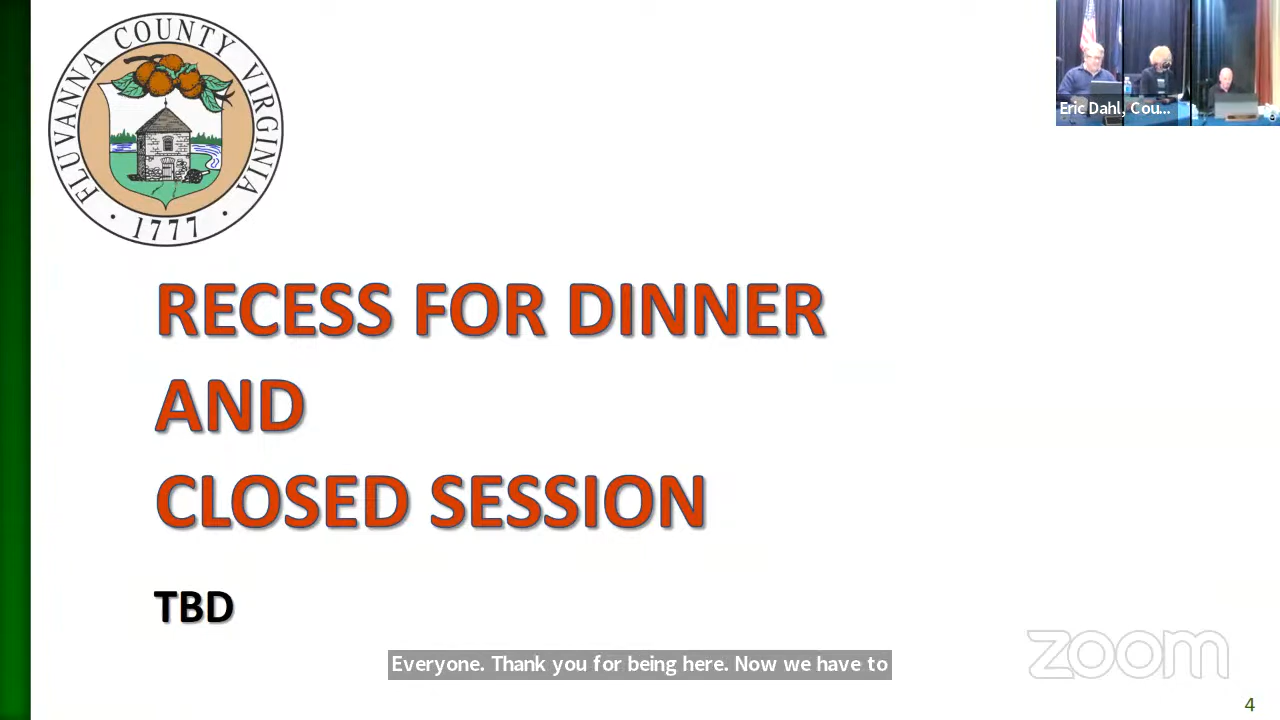 FLUVANNA COUNTY VIRGINIA
· 1777 ·
Eric Dahl, Cou...
RECESS FOR DINNER
AND
CLOSED SESSION
TBD
Everyone. Thank you for being here. Now we have to
zoom
4